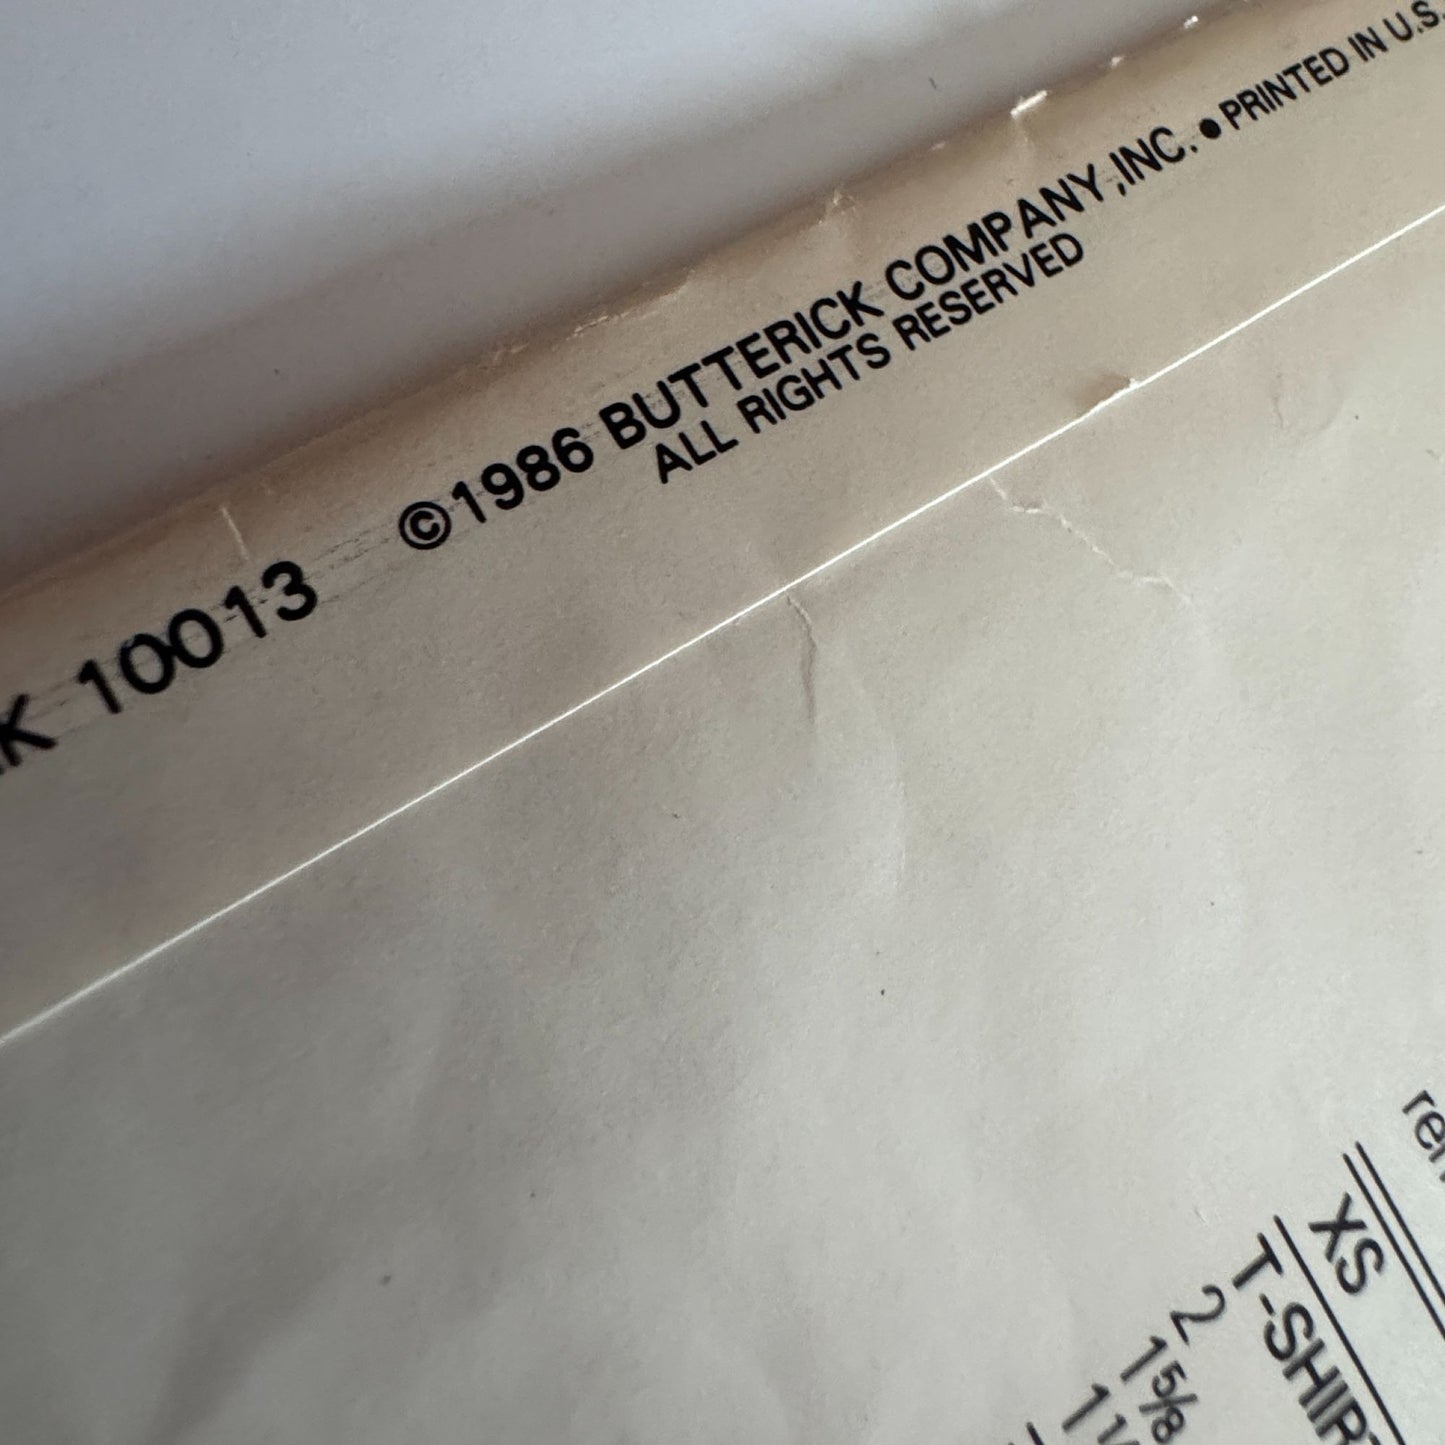 10013 ©1986 BUTTERICK COMPANY, INC. ● PRINTED IN U.S.
ALL RIGHTS RESERVED
XS
T-SHIRT
2
1⅝